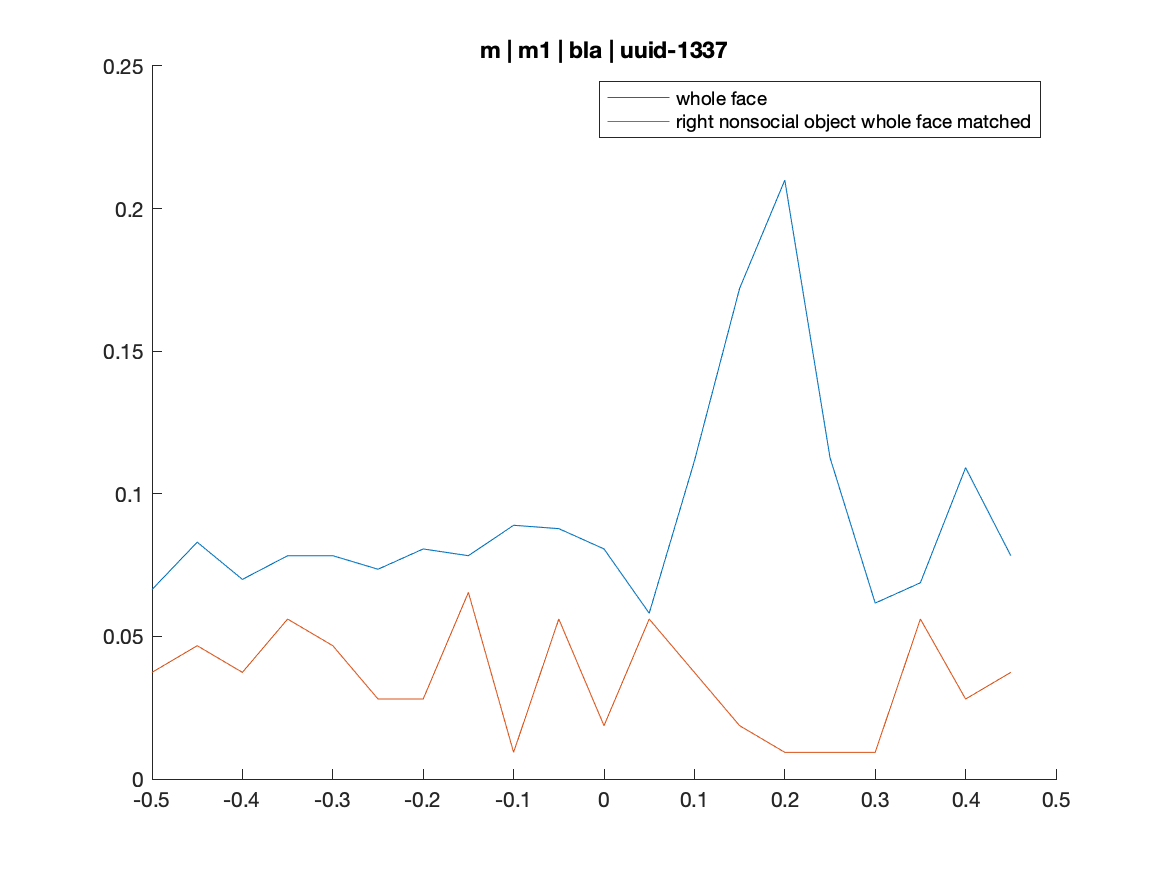 m | m1 | bla | uuid-1337
whole face
right nonsocial object whole face matched
0.25
0.2
0.15
0.1
0.05
0
-0.5 -0.4 -0.3 -0.2 -0.1 0 0.1 0.2 0.3 0.4 0.5